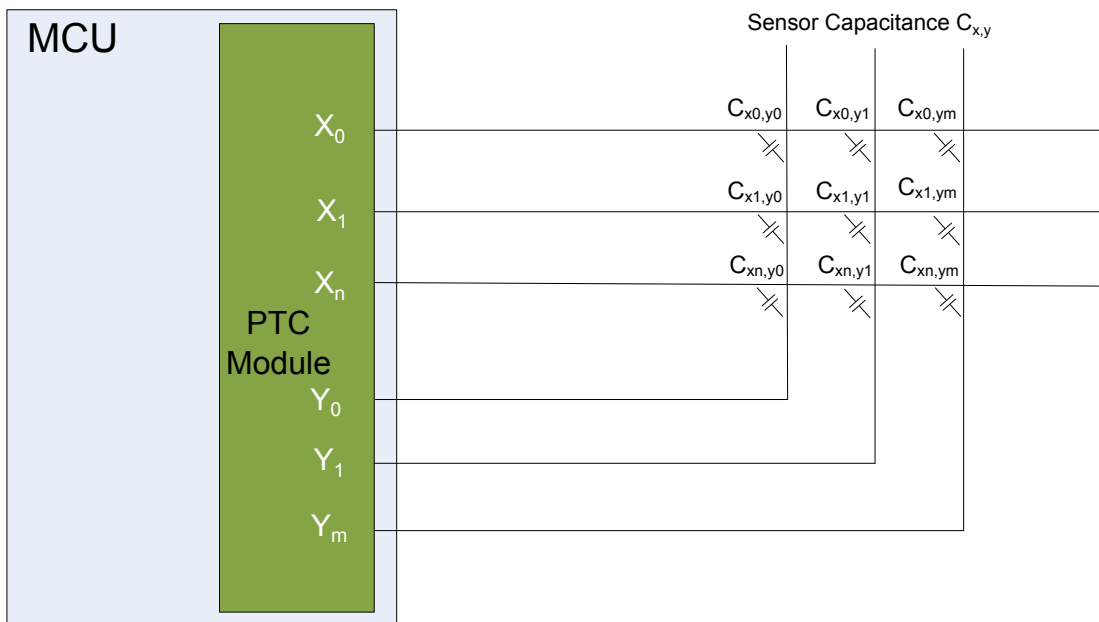 MCU
Sensor Capacitance Cx,y
X0
Cx0,y0 Cx0,y1 Cx0,ym
X1
Cx1,y0 Cx1,y1 Cx1,ym
Xn
Cxn,y0 Cxn,y1 Cxn,ym
PTC
Module
Y0
Y1
Ym